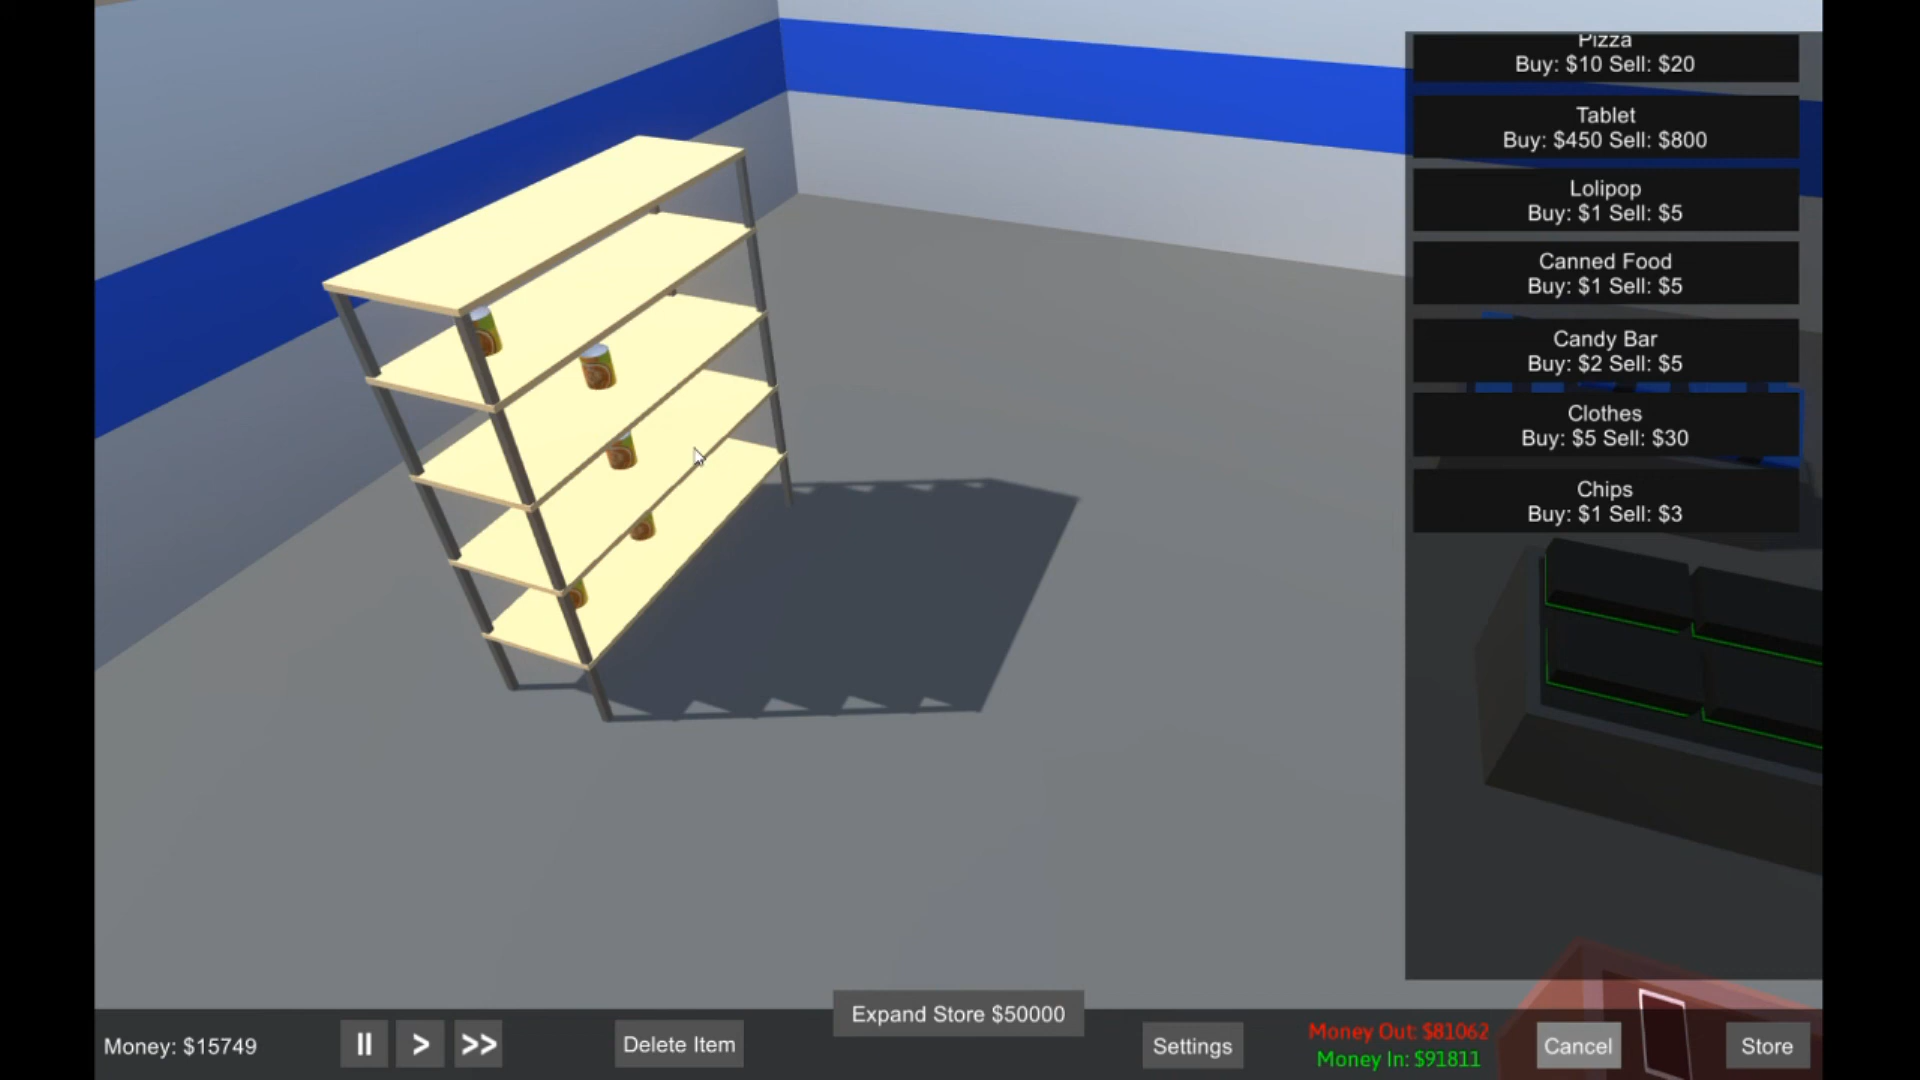 Pizza
Buy: $10 Sell: $20
Tablet
Buy: $450 Sell: $800
Lolipop
Buy: $1 Sell: $5
Canned Food
Buy: $1 Sell: $5
Candy Bar
Buy: $2 Sell: $5
Clothes
Buy: $5 Sell: $30
Chips
Buy: $1 Sell: $3
Expand Store $50000
Money: $15749
>
>>
Delete Item
Settings
Money Out: $81062
Money In: $91811
Cancel
Store